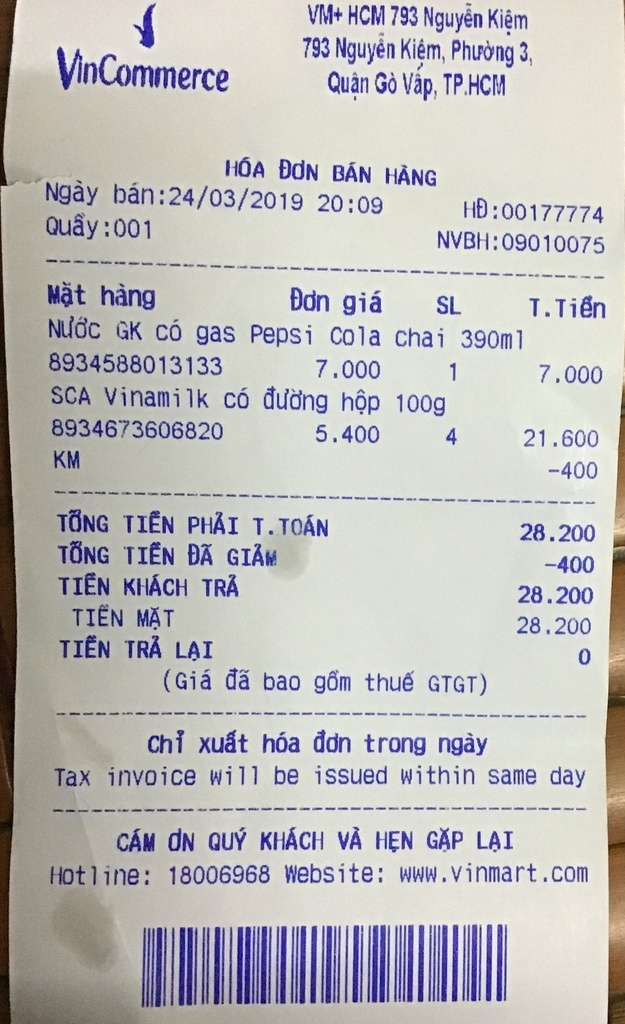 VinCommerce
VM+ HCM 793 Nguyễn Kiệm
793 Nguyễn Kiệm, Phường 3,
Quận Gò Vấp, TP.HCM
HÓA ĐƠN BÁN HÀNG
Ngày bán:24/03/2019 20:09 HĐ:00177774
Quầy:001 NVBH:09010075
Mặt hàng Đơn giá SL T.Tiền
Nước GK có gas Pepsi Cola chai 390ml
8934588013133 7.000 1 7.000
SCA Vinamilk có đường hộp 100g
8934673606820 5.400 4 21.600
KM -400
TỔNG TIỀN PHẢI T.TOÁN 28.200
TỔNG TIỀN ĐÃ GIẢM -400
TIỀN KHÁCH TRẢ 28.200
TIỀN MẶT 28.200
TIỀN TRẢ LẠI 0
(Giá đã bao gồm thuế GTGT)
Chỉ xuất hóa đơn trong ngày
Tax invoice will be issued within same day
CÁM ƠN QUÝ KHÁCH VÀ HẸN GẶP LẠI
Hotline: 18006968 Website: www.vinmart.com